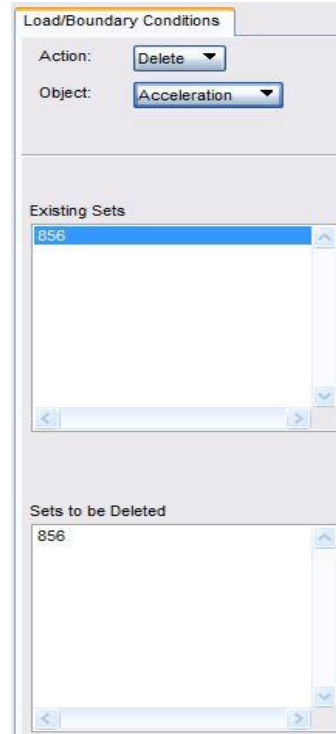 Load/Boundary Conditions
Action: Delete
Object: Acceleration
Existing Sets
856
Sets to be Deleted
856